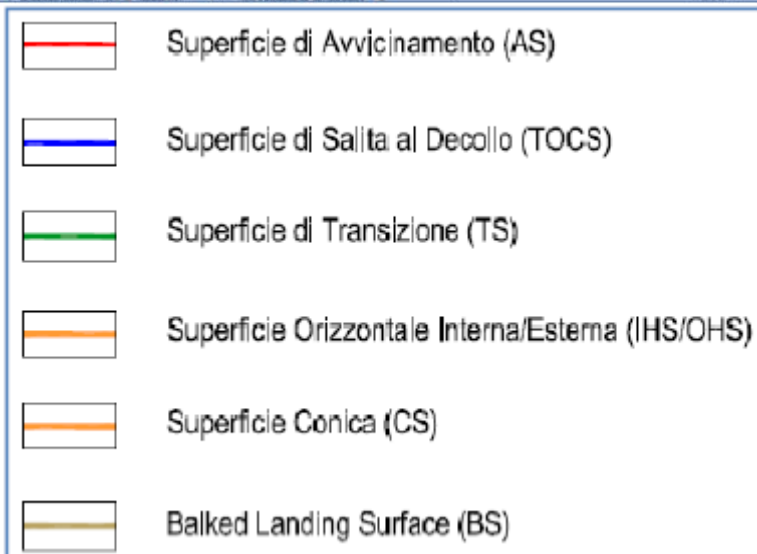 Superficie di Avvicinamento (AS)
Superficie di Salita al Decollo (TOCS)
Superficie di Transizione (TS)
Superficie Orizzontale Interna/Esterna (IHS/OHS)
Superficie Conica (CS)
Balked Landing Surface (BS)